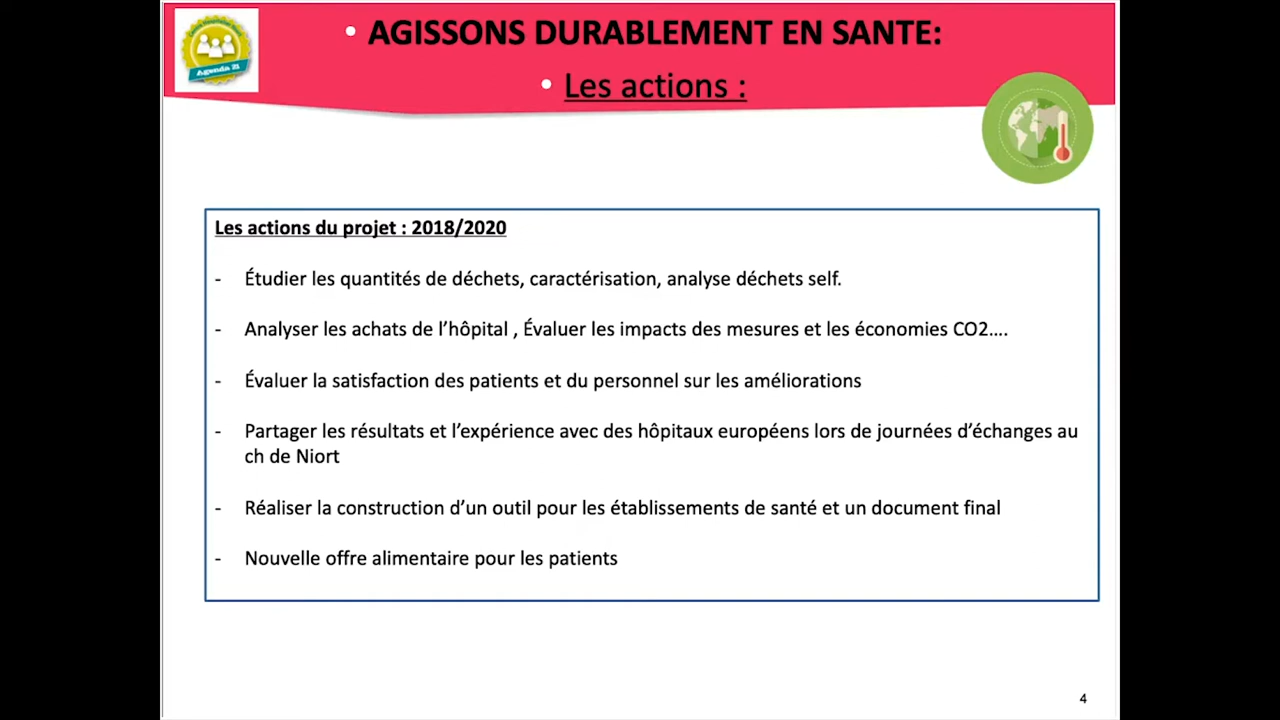 • AGISSONS DURABLEMENT EN SANTE:
• Les actions :
Agenda 21
Les actions du projet : 2018/2020
- Étudier les quantités de déchets, caractérisation, analyse déchets self.
- Analyser les achats de l’hôpital , Évaluer les impacts des mesures et les économies CO2….
- Évaluer la satisfaction des patients et du personnel sur les améliorations
- Partager les résultats et l’expérience avec des hôpitaux européens lors de journées d’échanges au
ch de Niort
- Réaliser la construction d’un outil pour les établissements de santé et un document final
- Nouvelle offre alimentaire pour les patients
4